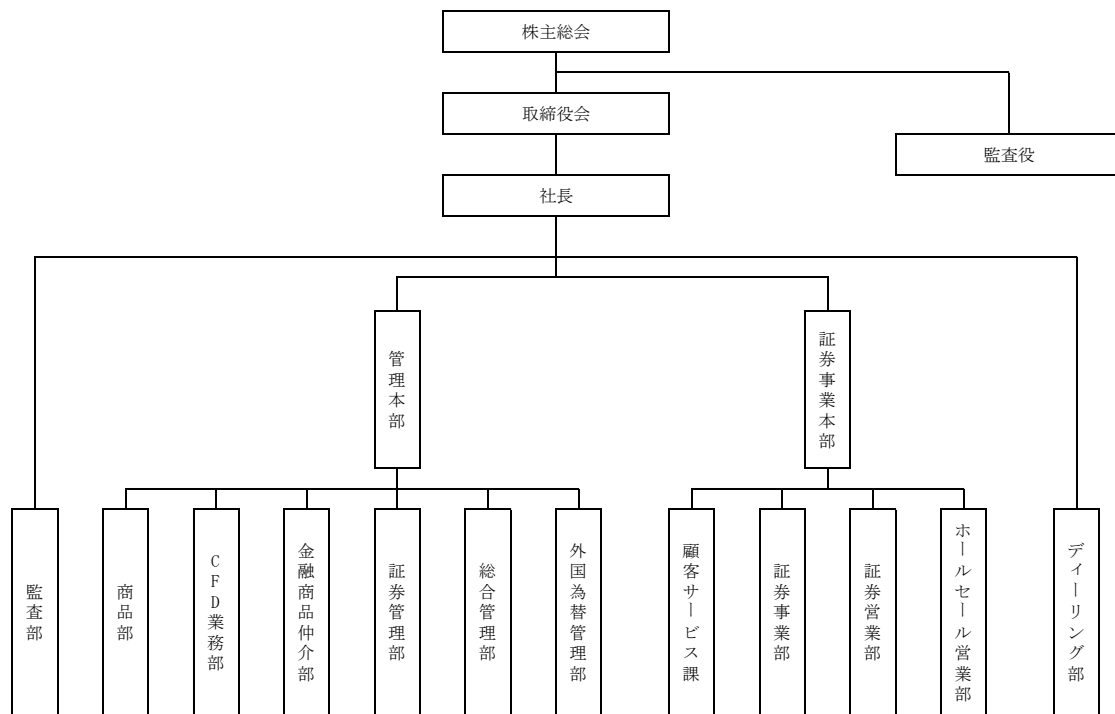 株主総会
取締役会
監査役
社長
管理本部
証券事業本部
監査部
商品部
CFD業務部
金融商品仲介部
証券管理部
総合管理部
外国為替管理部
顧客サービス課
証券事業部
証券営業部
ホールセール営業部
ディーリング部